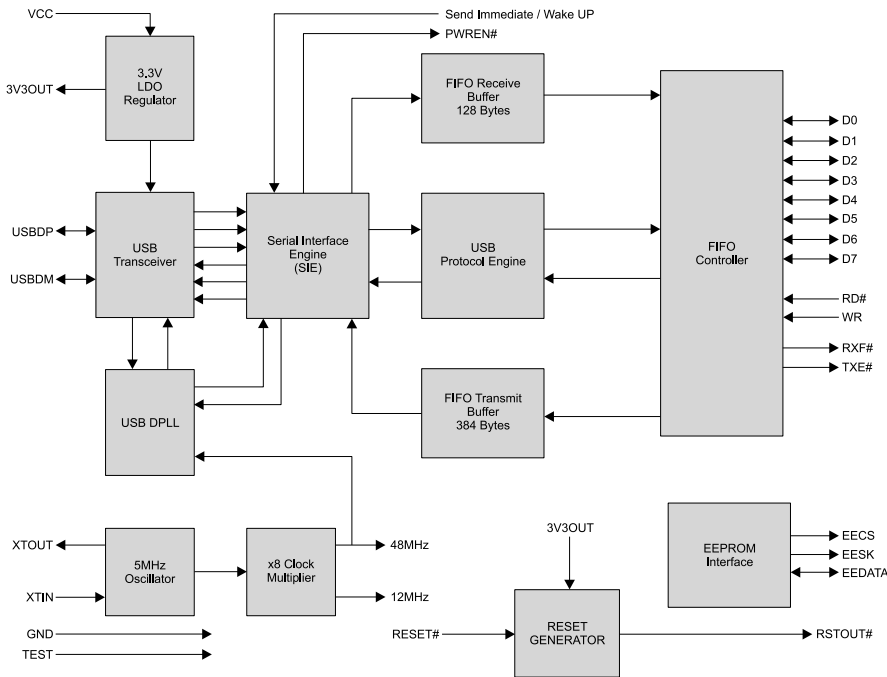 VCC
Send Immediate / Wake UP
PWREN#
3V3OUT
3.3V
LDO
Regulator
FIFO Receive
Buffer
128 Bytes
D0
D1
D2
D3
D4
D5
D6
D7
USBDP
USBDM
USB
Transceiver
Serial Interface
Engine
(SIE)
USB
Protocol Engine
FIFO
Controller
RD#
WR
RXF#
TXE#
USB DPLL
FIFO Transmit
Buffer
384 Bytes
XTOUT
XTIN
5MHz
Oscillator
x8 Clock
Multiplier
48MHz
12MHz
3V3OUT
EEPROM
Interface
EECS
EESK
EEDATA
GND
TEST
RESET#
RESET
GENERATOR
RSTOUT#